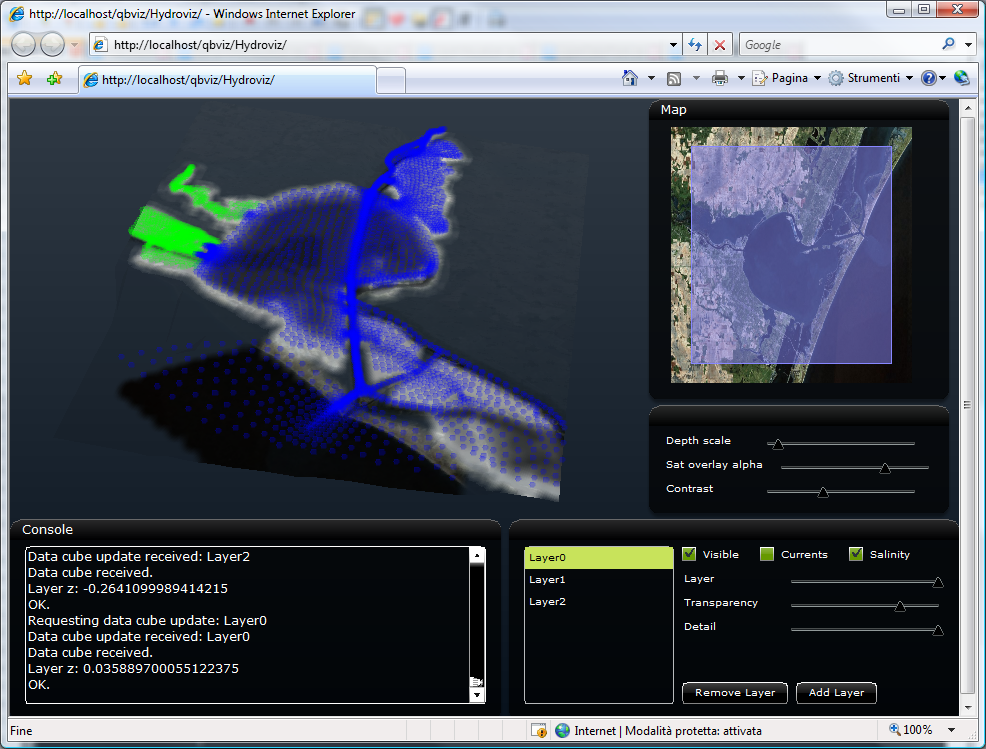 http://localhost/qbviz/Hydroviz/ - Windows Internet Explorer
http://localhost/qbviz/Hydroviz/
Google
http://localhost/qbviz/Hydroviz/
Pagina
Strumenti
Map
Depth scale
Sat overlay alpha
Contrast
Console
Data cube update received: Layer2
Data cube received.
Layer z: -0.2641099989414215
OK.
Requesting data cube update: Layer0
Data cube update received: Layer0
Data cube received.
Layer z: 0.035889700055122375
OK.
Layer0
Layer1
Layer2
Visible
Currents
Salinity
Layer
Transparency
Detail
Remove Layer
Add Layer
Fine
Internet | Modalità protetta: attivata
100%